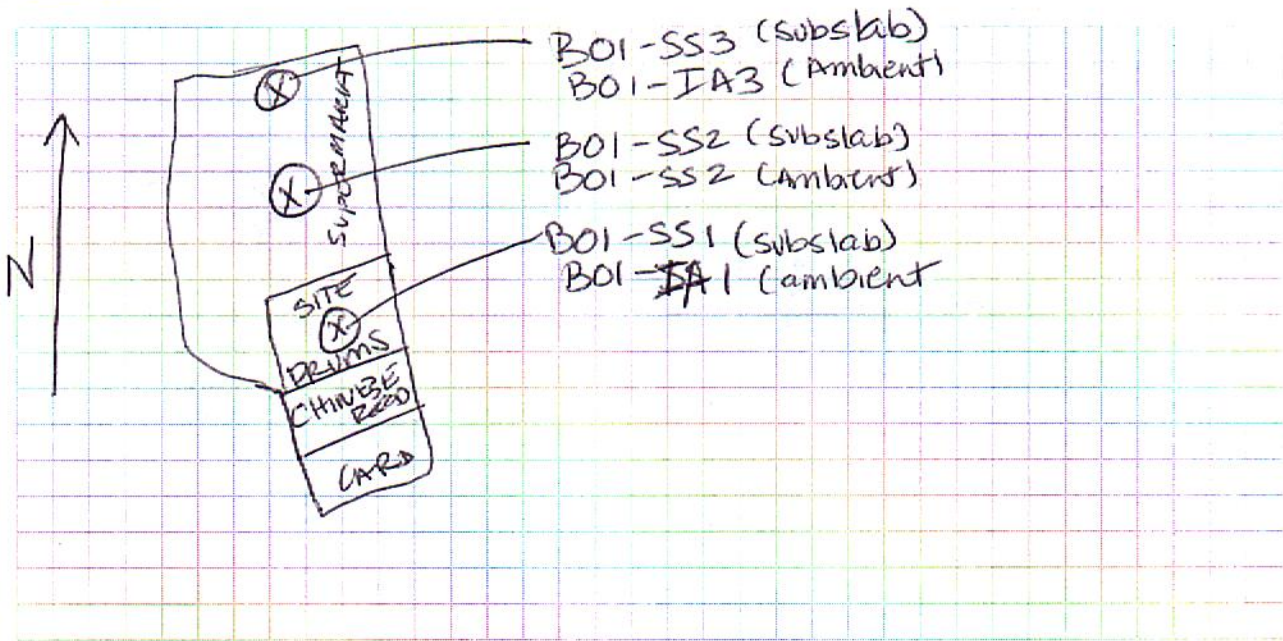 B01-SS3 (subslab)
B01-IA3 (Ambient)
B01-SS2 (subslab)
B01-SS2 (Ambient)
B01-SS1 (subslab)
B01-IA1 (ambient
N
SUPERMARKET
SITE
X
X
X
DRUMS
CHINESE
CARD